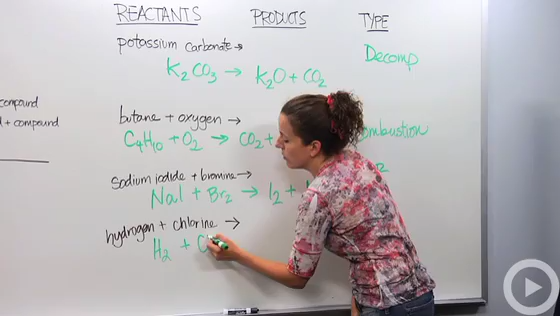 REACTANTS PRODUCTS TYPE
potassium carbonate →
K₂CO₃ → K₂O + CO₂ Decomp
compound
+ compound
butane + oxygen →
C₄H₁₀ + O₂ → CO₂ + ombustion
sodium iodide + bromine →
NaI + Br₂ → I₂ +
hydrogen + chlorine →
H₂ + C